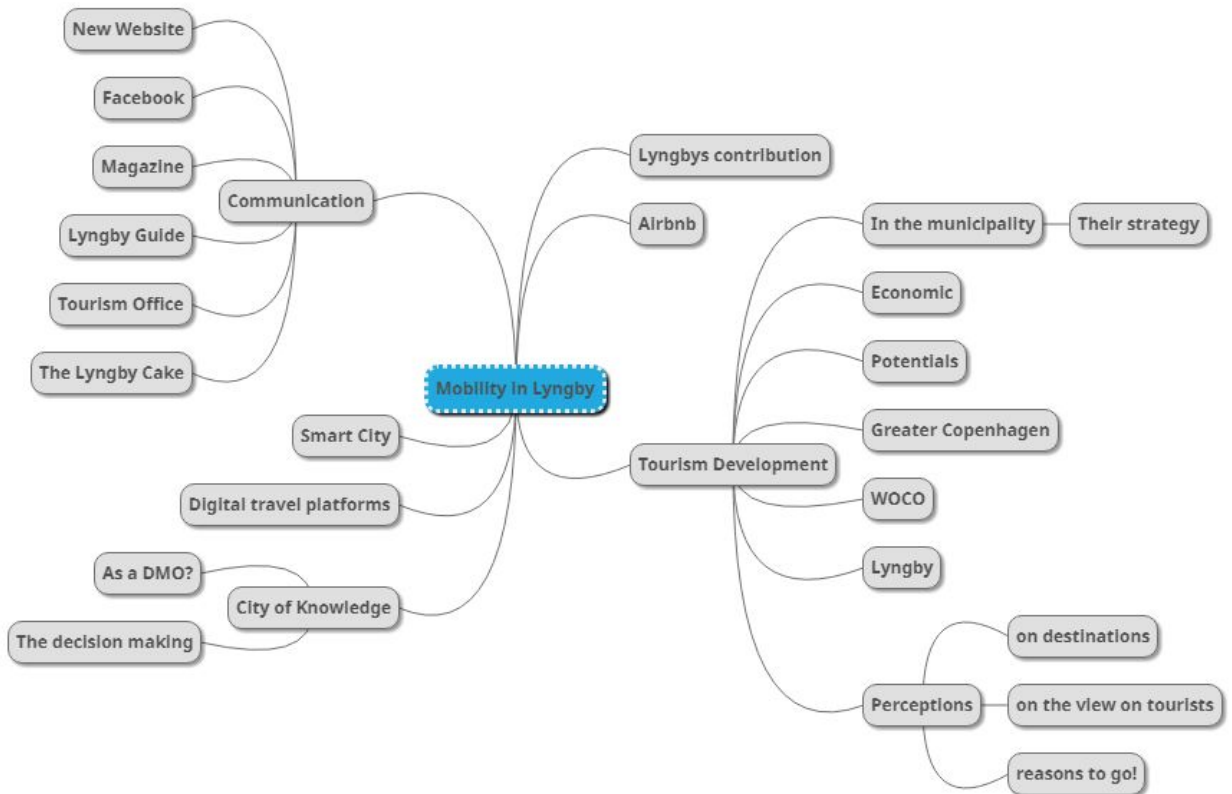 New Website
Facebook
Magazine
Communication
Lyngby Guide
Tourism Office
The Lyngby Cake
Lyngbys contribution
Airbnb
In the municipality
Their strategy
Economic
Potentials
Mobility in Lyngby
Greater Copenhagen
Smart City
Tourism Development
Digital travel platforms
WOCO
Lyngby
As a DMO?
City of Knowledge
The decision making
on destinations
Perceptions
on the view on tourists
reasons to go!